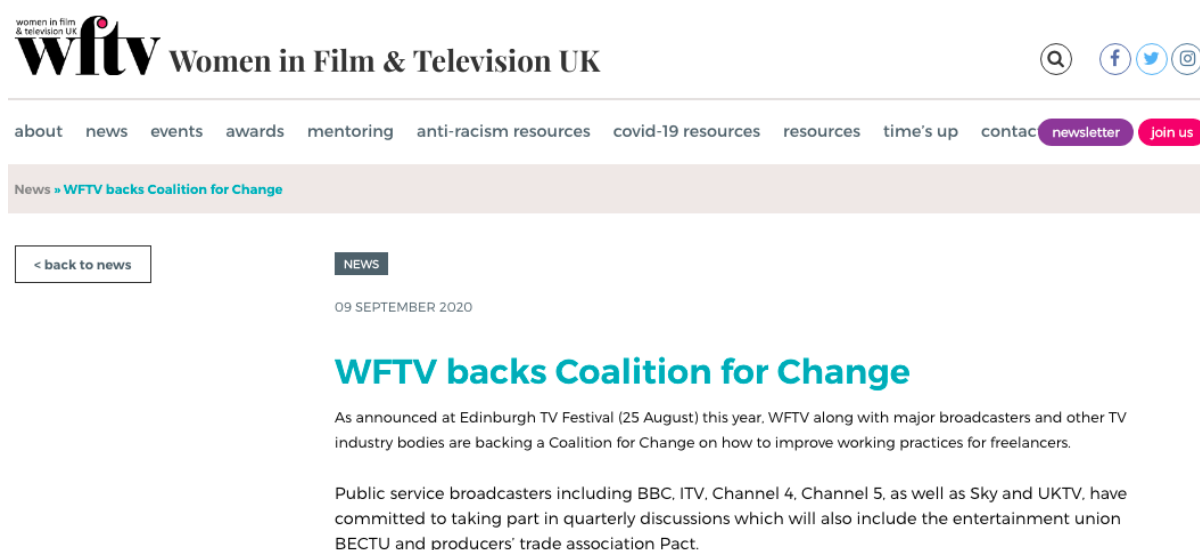 women in film
& television UK
wftv Women in Film & Television UK
about news events awards mentoring anti-racism resources covid-19 resources resources time's up contac newsletter join us
News » WFTV backs Coalition for Change
< back to news
NEWS
09 SEPTEMBER 2020
WFTV backs Coalition for Change
As announced at Edinburgh TV Festival (25 August) this year, WFTV along with major broadcasters and other TV
industry bodies are backing a Coalition for Change on how to improve working practices for freelancers.
Public service broadcasters including BBC, ITV, Channel 4, Channel 5, as well as Sky and UKTV, have
committed to taking part in quarterly discussions which will also include the entertainment union
BECTU and producers' trade association Pact.